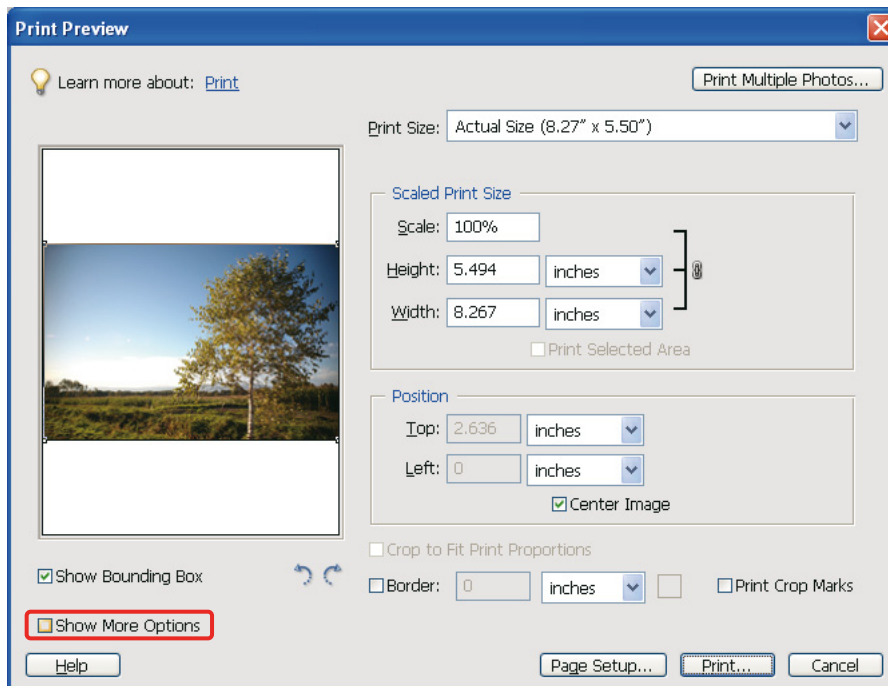 Print Preview
Learn more about: Print
Print Multiple Photos...
Print Size: Actual Size (8.27" x 5.50")
Scaled Print Size
Scale: 100%
Height: 5.494 inches
Width: 8.267 inches
Print Selected Area
Position
Top: 2.636 inches
Left: 0 inches
Center Image
Crop to Fit Print Proportions
Show Bounding Box
Border: 0 inches Print Crop Marks
Show More Options
Help Page Setup... Print... Cancel